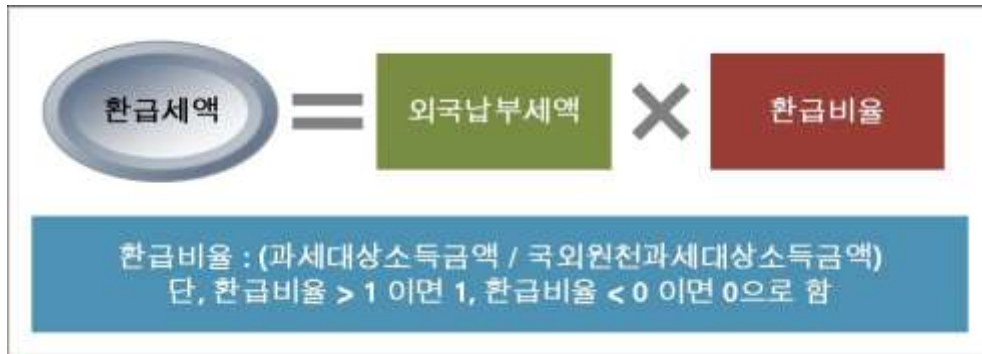 환급세액 = 외국납부세액 × 환급비율
환급비율 : (과세대상소득금액 / 국외원천과세대상소득금액)
단, 환급비율 > 1 이면 1, 환급비율 < 0 이면 0으로 함